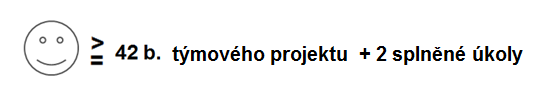 ≥ 42 b. týmového projektu + 2 splněné úkoly